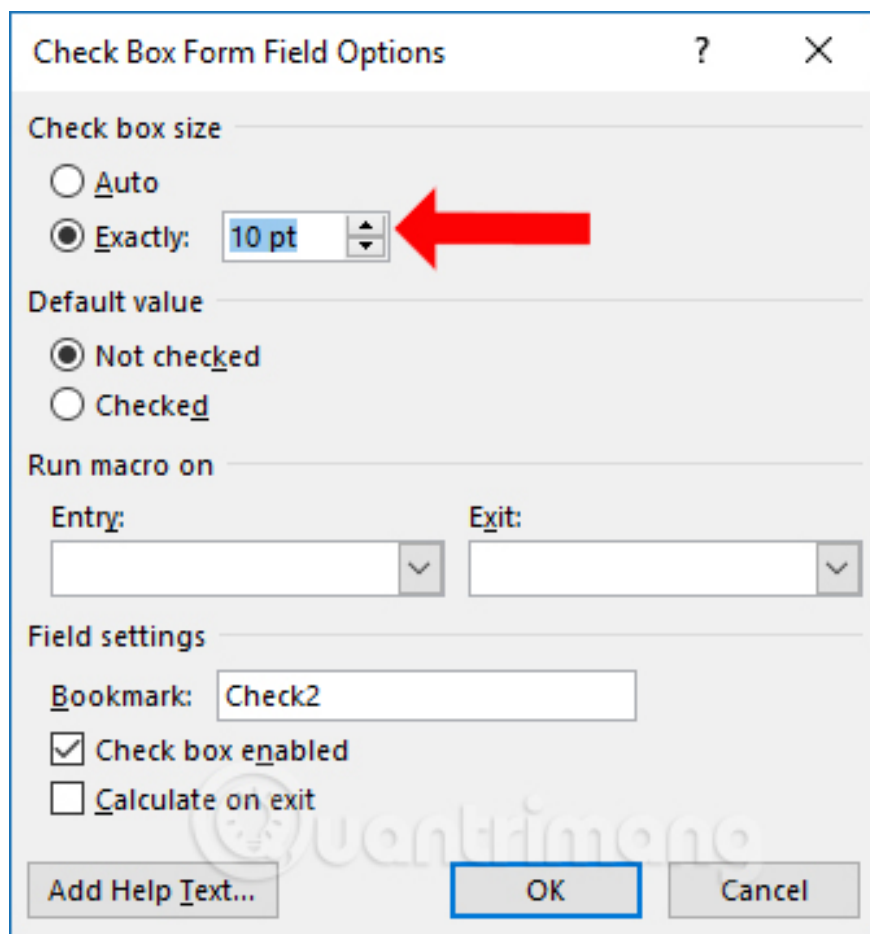 Check Box Form Field Options ?
Check box size
Auto
Exactly: 10 pt
Default value
Not checked
Checked
Run macro on
Entry: Exit:
Field settings
Bookmark: Check2
Check box enabled
Calculate on exit
Quantrimang
Add Help Text... OK Cancel